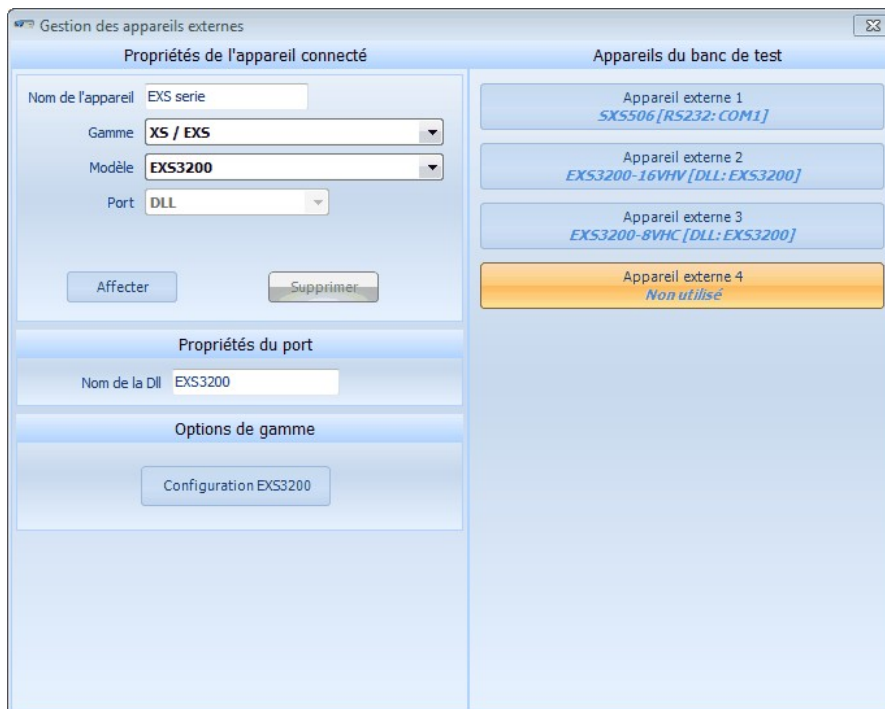 Gestion des appareils externes
Propriétés de l'appareil connecté
Nom de l'appareil EXS serie
Gamme XS / EXS
Modèle EXS3200
Port DLL
Affecter Supprimer
Propriétés du port
Nom de la Dll EXS3200
Options de gamme
Configuration EXS3200
Appareils du banc de test
Appareil externe 1
SXS506 [RS232: COM1]
Appareil externe 2
EXS3200-16VHV [DLL: EXS3200]
Appareil externe 3
EXS3200-8VHC [DLL: EXS3200]
Appareil externe 4
Non utilisé